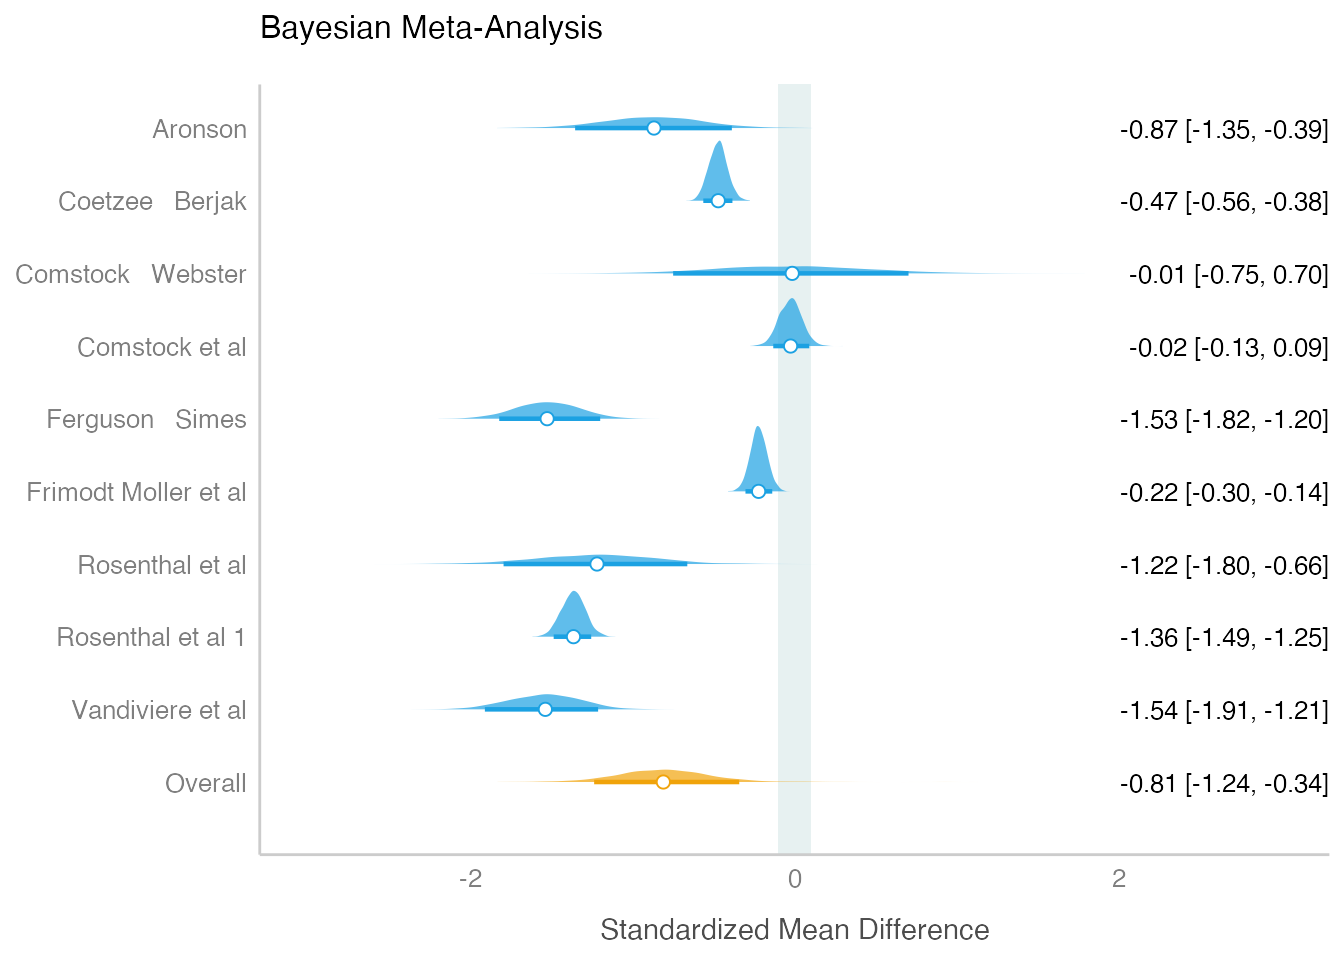 Bayesian Meta-Analysis
Aronson -0.87 [-1.35, -0.39]
Coetzee   Berjak -0.47 [-0.56, -0.38]
Comstock   Webster -0.01 [-0.75, 0.70]
Comstock et al -0.02 [-0.13, 0.09]
Ferguson   Simes -1.53 [-1.82, -1.20]
Frimodt Moller et al -0.22 [-0.30, -0.14]
Rosenthal et al -1.22 [-1.80, -0.66]
Rosenthal et al 1 -1.36 [-1.49, -1.25]
Vandiviere et al -1.54 [-1.91, -1.21]
Overall -0.81 [-1.24, -0.34]
-2 0 2
Standardized Mean Difference